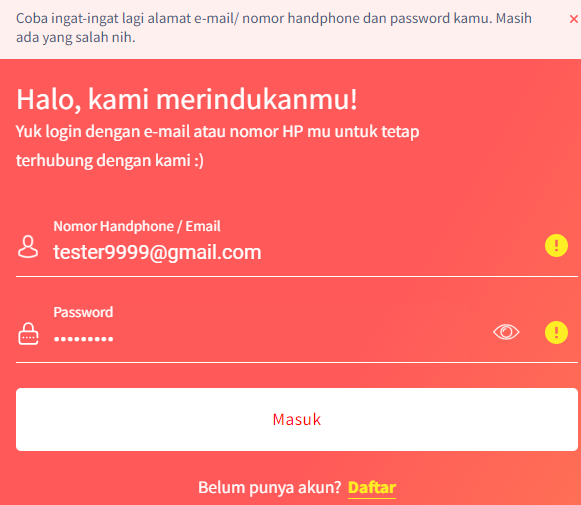 Coba ingat-ingat lagi alamat e-mail/ nomor handphone dan password kamu. Masih
ada yang salah nih.
Halo, kami merindukanmu!
Yuk login dengan e-mail atau nomor HP mu untuk tetap
terhubung dengan kami :)
Nomor Handphone / Email
tester9999@gmail.com
Password
•••••••••
Masuk
Belum punya akun? Daftar